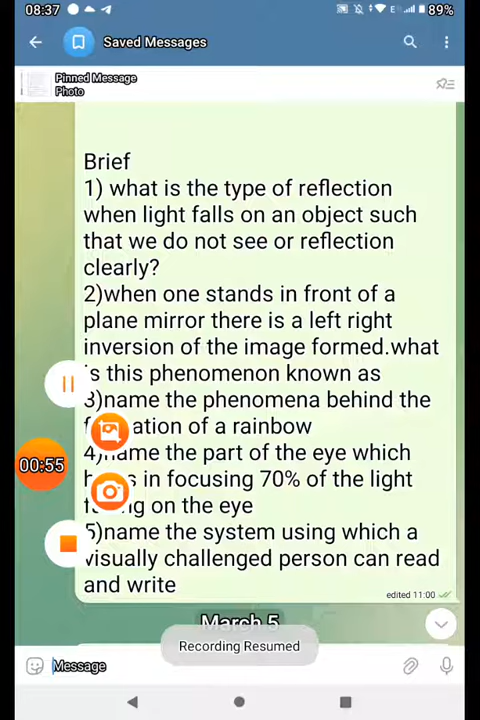 08:37 89%
Saved Messages
Pinned Message
Photo
Brief
1) what is the type of reflection
when light falls on an object such
that we do not see or reflection
clearly?
2)when one stands in front of a
plane mirror there is a left right
inversion of the image formed.what
is this phenomenon known as
3)name the phenomena behind the
ation of a rainbow
4)name the part of the eye which
in focusing 70% of the light
on the eye
5)name the system using which a
visually challenged person can read
and write
edited 11:00
00:55
March 5
Recording Resumed
Message